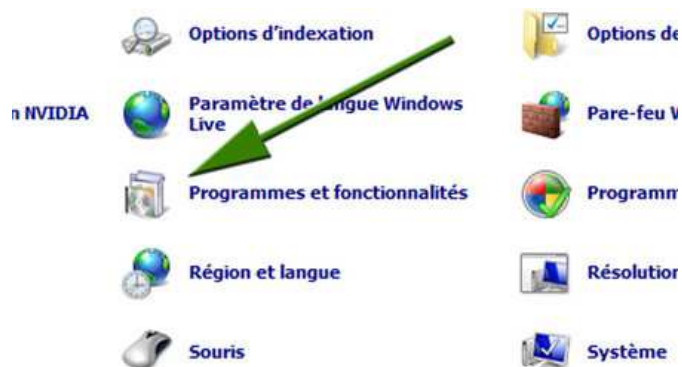 Options d'indexation
Options de
n NVIDIA
Paramètre de langue Windows
Live
Pare-feu W
Programmes et fonctionnalités
Programm
Région et langue
Résolution
Souris
Système